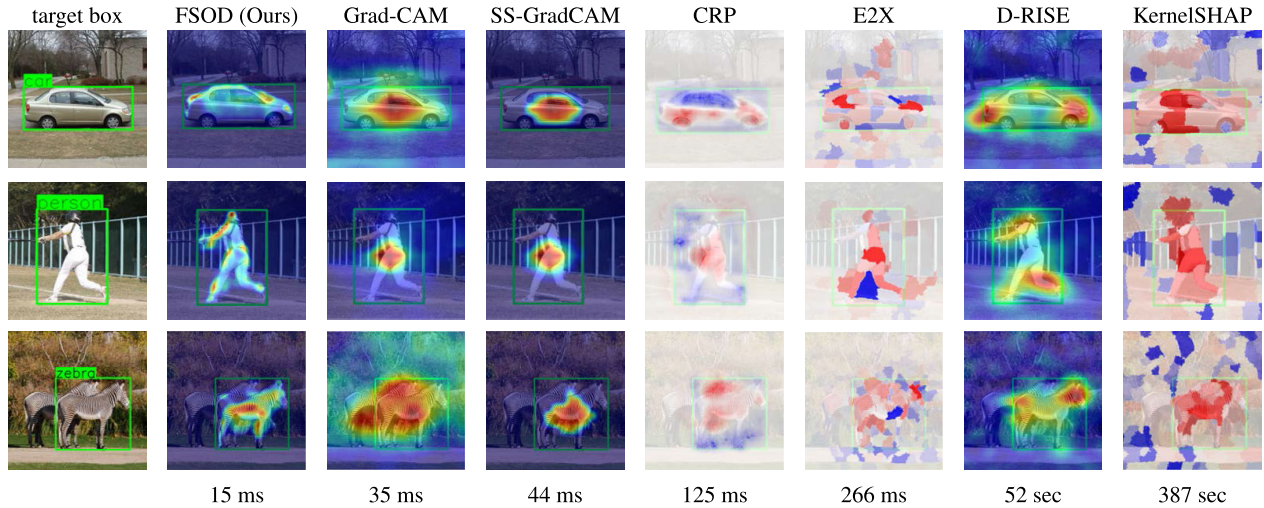 target box FSOD (Ours) Grad-CAM SS-GradCAM CRP E2X D-RISE KernelSHAP
car
person
zebra
15 ms 35 ms 44 ms 125 ms 266 ms 52 sec 387 sec